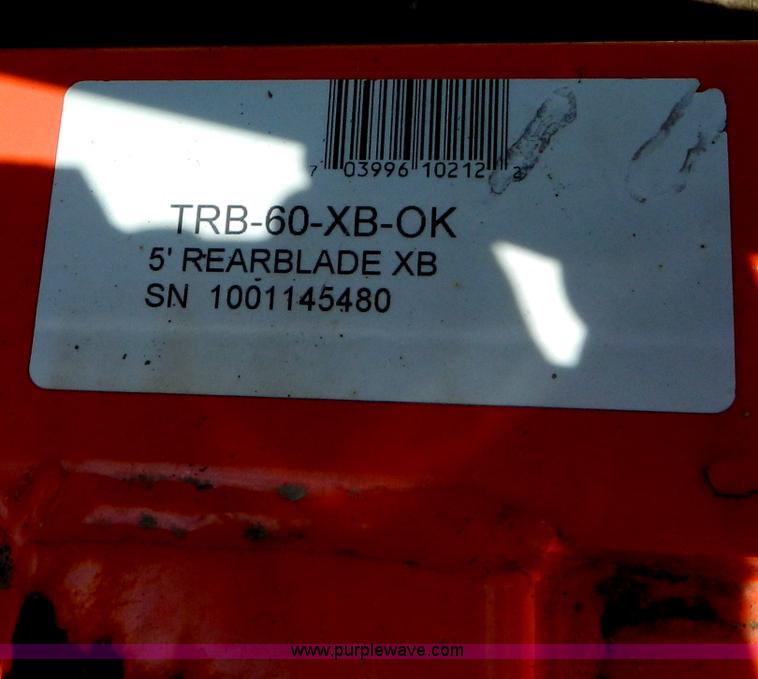 7 03996 10212 2
TRB-60-XB-OK
5' REARBLADE XB
SN 1001145480
www.purplewave.com